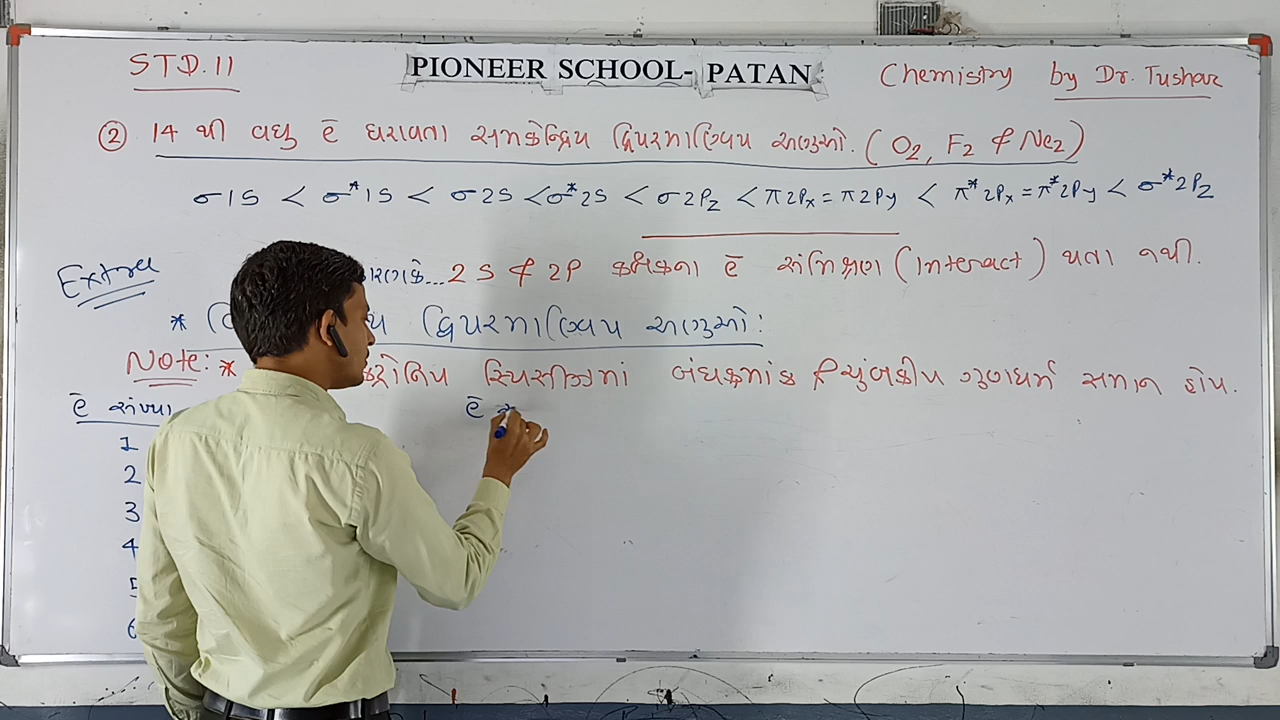 STD.11 PIONEER SCHOOL- PATAN Chemistry by Dr. Tushar
② 14 થી વધુ ē ધરાવતા સમકેન્દ્રિય દ્વિપરમાણ્વિય અણુઓ. (O₂, F₂ & Ne₂)
σ1S < σ*1S < σ2S < σ*2S < σ2Pz < π2Px = π2Py < π*2Px = π*2Py < σ*2Pz
Extra ... 2S & 2P કક્ષકના ē સંમિશ્રણ (Interact) થતા નથી.
* દ્વિપરમાણ્વિય અણુઓ:
Note: * સ્પિસીઝમાં બંધક્રમાંક & ચુંબકીય ગુણધર્મ સમાન હોય.
ē સંખ્યા ē
1
2
3
4
5
6